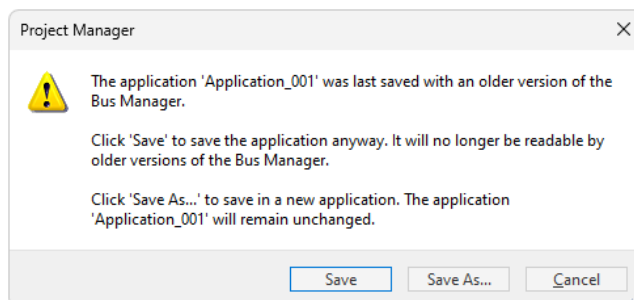 Project Manager
The application 'Application_001' was last saved with an older version of the
Bus Manager.
Click 'Save' to save the application anyway. It will no longer be readable by
older versions of the Bus Manager.
Click 'Save As...' to save in a new application. The application
'Application_001' will remain unchanged.
Save
Save As...
Cancel